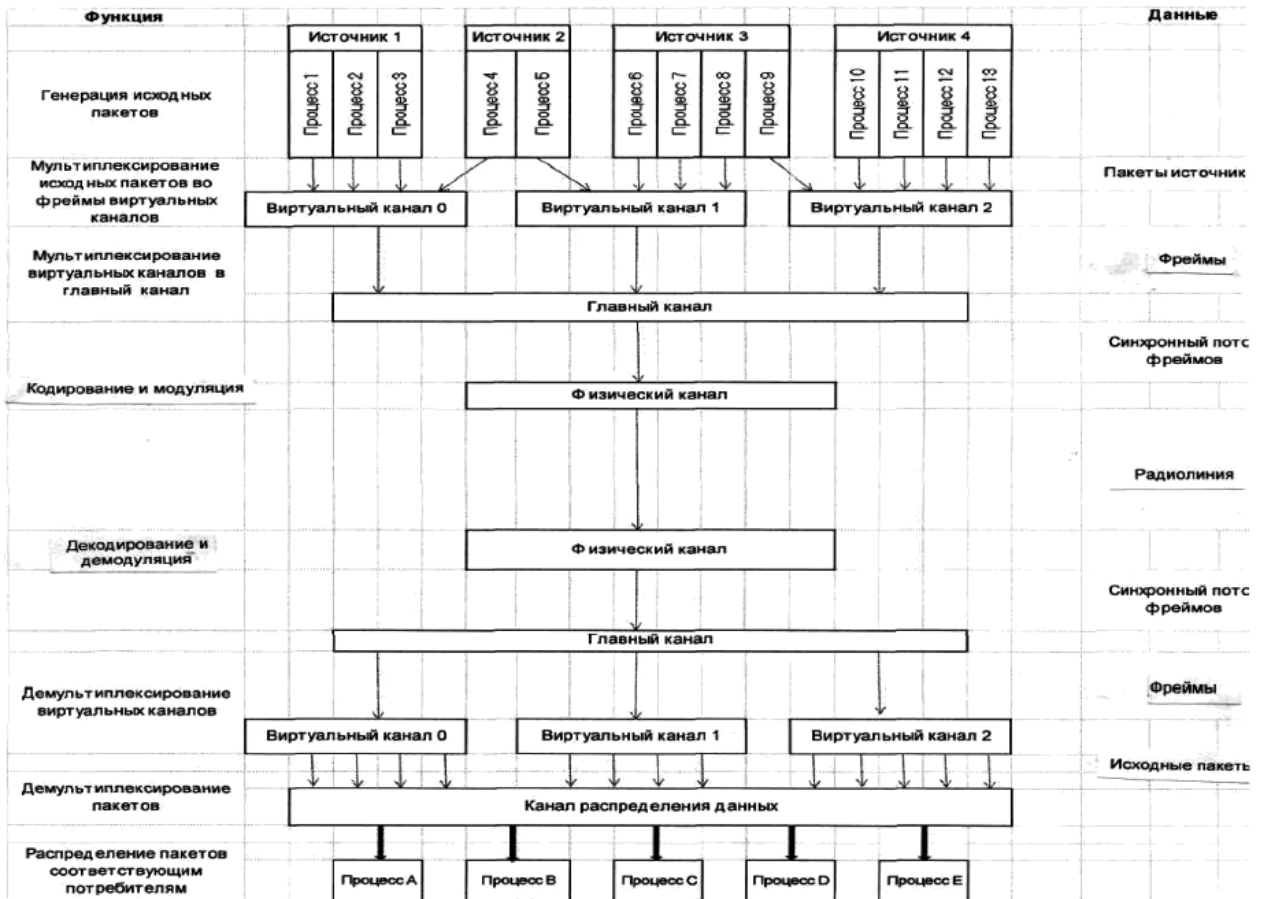 Функция
Данные
Источник 1
Источник 2
Источник 3
Источник 4
Генерация исходных
пакетов
Процесс 1
Процесс 2
Процесс 3
Процесс 4
Процесс 5
Процесс 6
Процесс 7
Процесс 8
Процесс 9
Процесс 10
Процесс 11
Процесс 12
Процесс 13
Мультиплексирование
исходных пакетов во
фреймы виртуальных
каналов
Пакеты источник
Виртуальный канал 0
Виртуальный канал 1
Виртуальный канал 2
Мультиплексирование
виртуальных каналов в
главный канал
Фреймы
Главный канал
Синхронный пото
фреймов
Кодирование и модуляция
Физический канал
Радиолиния
Декодирование и
демодуляция
Физический канал
Синхронный пото
фреймов
Главный канал
Демультиплексирование
виртуальных каналов
Фреймы
Виртуальный канал 0
Виртуальный канал 1
Виртуальный канал 2
Исходные пакеты
Демультиплексирование
пакетов
Канал распределения данных
Распределение пакетов
соответствующим
потребителям
Процесс A
Процесс B
Процесс C
Процесс D
Процесс E